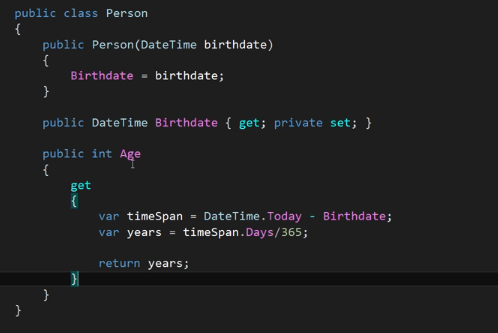 public class Person
{
    public Person(DateTime birthdate)
    {
        Birthdate = birthdate;
    }

    public DateTime Birthdate { get; private set; }

    public int Age
    {
        get
        {
            var timeSpan = DateTime.Today - Birthdate;
            var years = timeSpan.Days/365;

            return years;
        }
    }
}